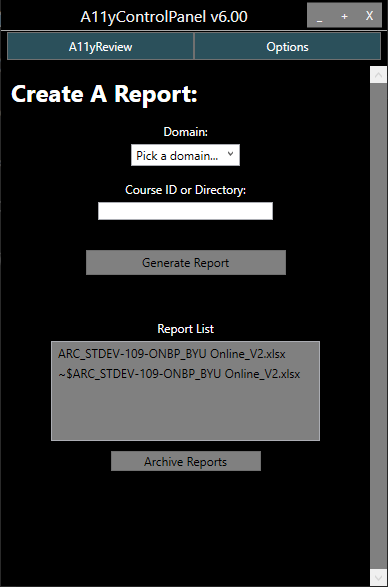 A11yControlPanel v6.00
_ + X
A11yReview Options
Create A Report:
Domain:
Pick a domain...
Course ID or Directory:
Generate Report
Report List
ARC_STDEV-109-ONBP_BYU Online_V2.xlsx
~$ARC_STDEV-109-ONBP_BYU Online_V2.xlsx
Archive Reports